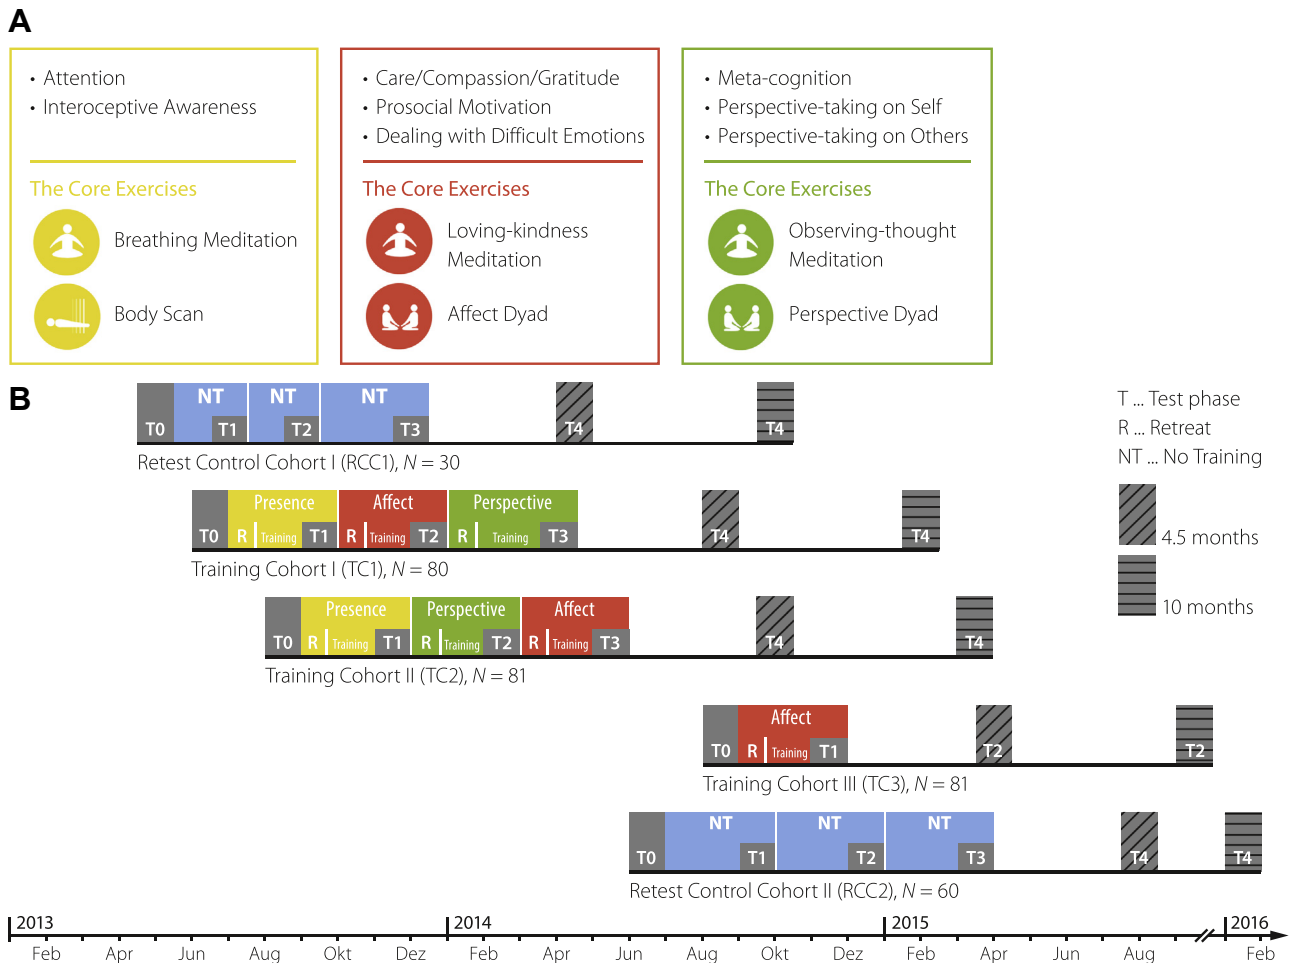 A
• Attention
• Interoceptive Awareness
The Core Exercises
Breathing Meditation
Body Scan
• Care/Compassion/Gratitude
• Prosocial Motivation
• Dealing with Difficult Emotions
The Core Exercises
Loving-kindness
Meditation
Affect Dyad
• Meta-cognition
• Perspective-taking on Self
• Perspective-taking on Others
The Core Exercises
Observing-thought
Meditation
Perspective Dyad
B
NT NT NT
T0 T1 T2 T3 T4 T4
Retest Control Cohort I (RCC1), N = 30
Presence Affect Perspective
T0 R Training T1 R Training T2 R Training T3 T4 T4
Training Cohort I (TC1), N = 80
Presence Perspective Affect
T0 R Training T1 R Training T2 R Training T3 T4 T4
Training Cohort II (TC2), N = 81
Affect
T0 R Training T1 T2 T2
Training Cohort III (TC3), N = 81
NT NT NT
T0 T1 T2 T3 T4 T4
Retest Control Cohort II (RCC2), N = 60
T ... Test phase
R ... Retreat
NT ... No Training
4.5 months
10 months
2013 2014 2015 2016
Feb Apr Jun Aug Okt Dez Feb Apr Jun Aug Okt Dez Feb Apr Jun Aug Feb